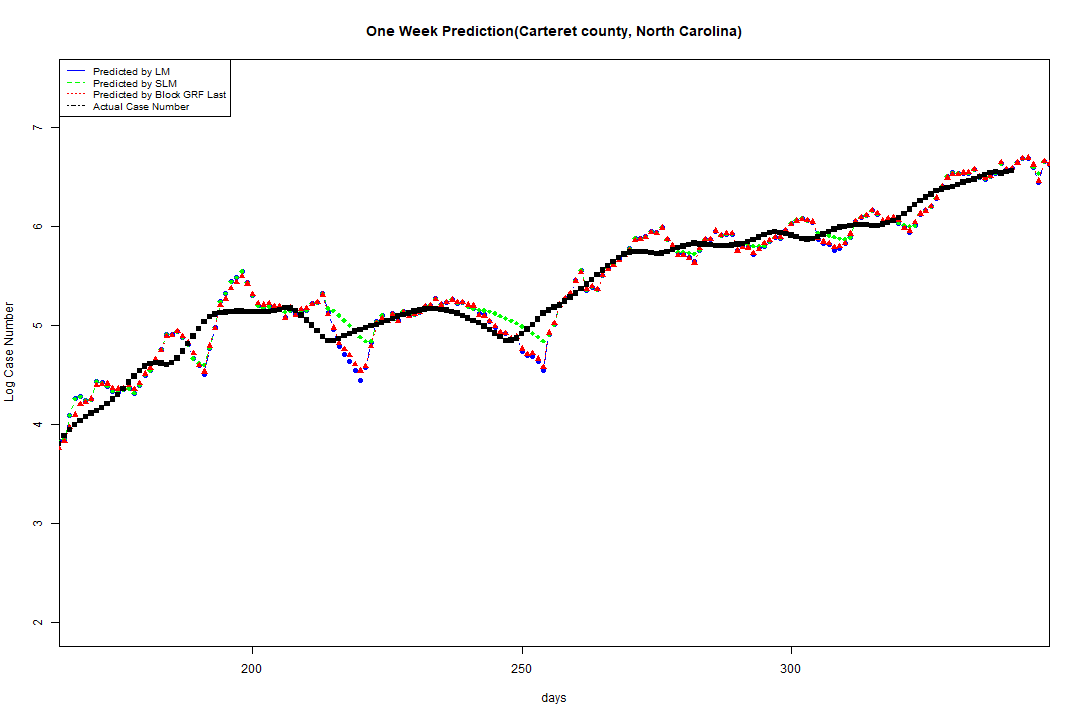 One Week Prediction(Carteret county, North Carolina)
Predicted by LM
Predicted by SLM
Predicted by Block GRF Last
Actual Case Number
7
6
5
4
3
2
Log Case Number
200
250
300
days